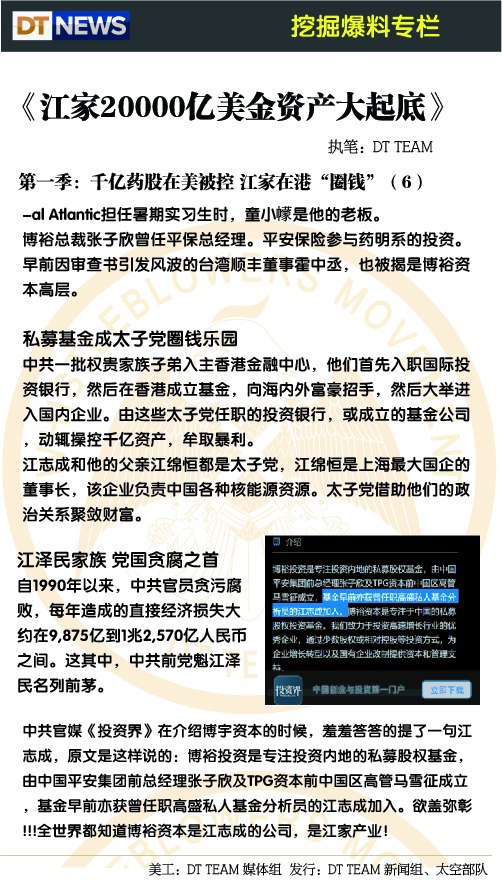 DT NEWS
挖掘爆料专栏
《江家20000亿美金资产大起底》
执笔：DT TEAM
第一季：千亿药股在美被控 江家在港“圈钱”（6）
–al Atlantic担任暑期实习生时，童小幪是他的老板。
博裕总裁张子欣曾任平保总经理。平安保险参与药明系的投资。
早前因审查书引发风波的台湾顺丰董事霍中丞，也被揭是博裕资
本高层。
私募基金成太子党圈钱乐园
中共一批权贵家族子弟入主香港金融中心，他们首先入职国际投
资银行，然后在香港成立基金，向海内外富豪招手，然后大举进
入国内企业。由这些太子党任职的投资银行，或成立的基金公司
，动辄操控千亿资产，牟取暴利。
江志成和他的父亲江绵恒都是太子党，江绵恒是上海最大国企的
董事长，该企业负责中国各种核能源资源。太子党借助他们的政
治关系聚敛财富。
江泽民家族 党国贪腐之首
自1990年以来，中共官员贪污腐
败，每年造成的直接经济损失大
约在9,875亿到1兆2,570亿人民币
之间。这其中，中共前党魁江泽
民名列前茅。
介绍
博裕投资是专注投资内地的私募股权基金，由中国
平安集团前总经理张子欣及TPG资本前中国区高管
马雪征成立，基金早前亦获曾任职高盛私人基金分
析员的江志成加入。博裕资本是专注于中国的私募
股权投资基金。我们致力于投资高速增长行业的优
秀企业，通过少数股权或相对控股等投资方式，为
企业增长转型以及国有企业改制提供资本和管理支
持。
投资界
中国创业与投资第一门户
立即下载
中共官媒《投资界》在介绍博宇资本的时候，羞羞答答的提了一句江
志成，原文是这样说的：博裕投资是专注投资内地的私募股权基金，
由中国平安集团前总经理张子欣及TPG资本前中国区高管马雪征成立
，基金早前亦获曾任职高盛私人基金分析员的江志成加入。欲盖弥彰
!!!全世界都知道博裕资本是江志成的公司，是江家产业！
美工：DT TEAM 媒体组 发行：DT TEAM 新闻组、太空部队